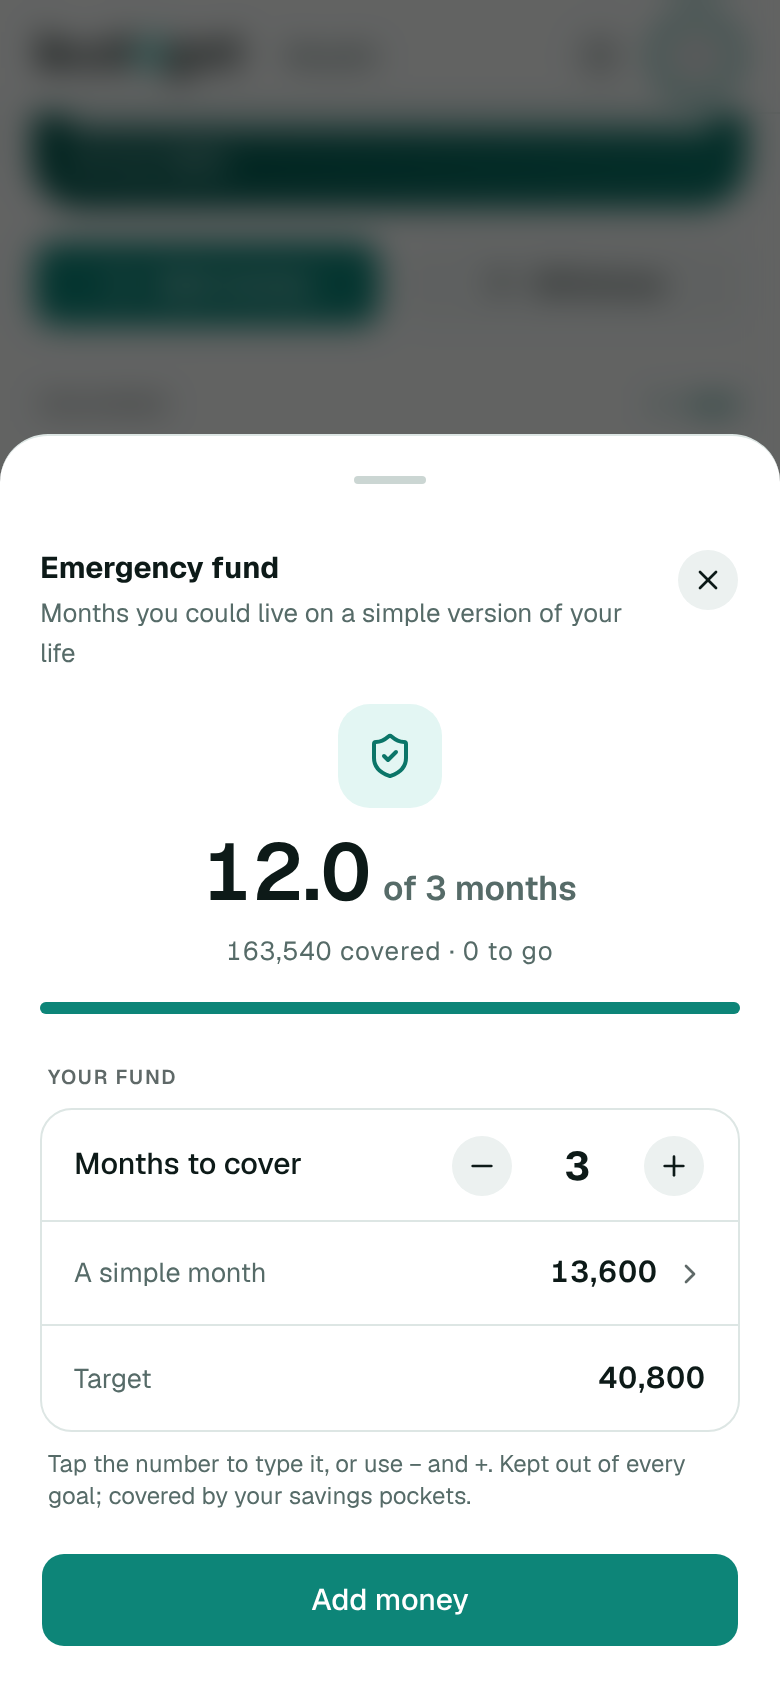 Emergency fund
Months you could live on a simple version of your
life
12.0 of 3 months
163,540 covered · 0 to go
YOUR FUND
Months to cover − 3 +
A simple month 13,600
Target 40,800
Tap the number to type it, or use – and +. Kept out of every
goal; covered by your savings pockets.
Add money